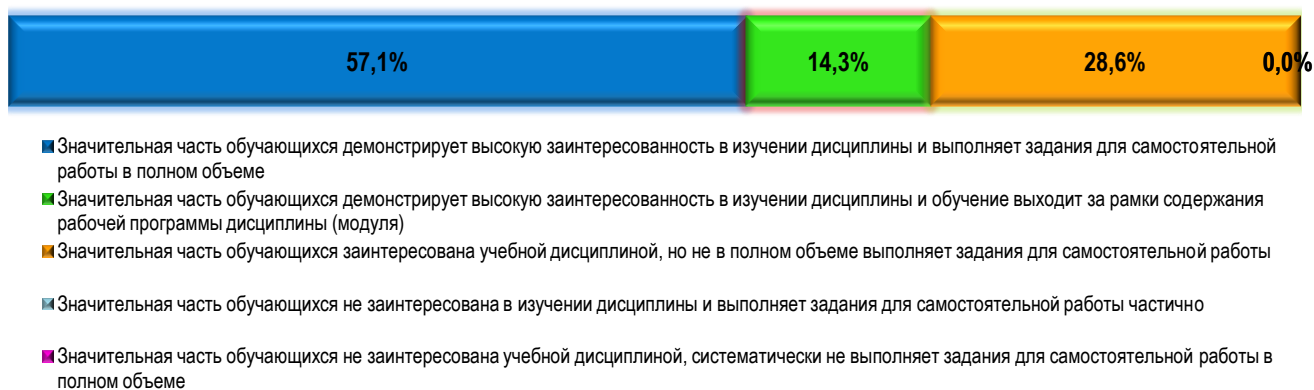 57,1% 14,3% 28,6% 0,0%
Значительная часть обучающихся демонстрирует высокую заинтересованность в изучении дисциплины и выполняет задания для самостоятельной
работы в полном объеме
Значительная часть обучающихся демонстрирует высокую заинтересованность в изучении дисциплины и обучение выходит за рамки содержания
рабочей программы дисциплины (модуля)
Значительная часть обучающихся заинтересована учебной дисциплиной, но не в полном объеме выполняет задания для самостоятельной работы
Значительная часть обучающихся не заинтересована в изучении дисциплины и выполняет задания для самостоятельной работы частично
Значительная часть обучающихся не заинтересована учебной дисциплиной, систематически не выполняет задания для самостоятельной работы в
полном объеме